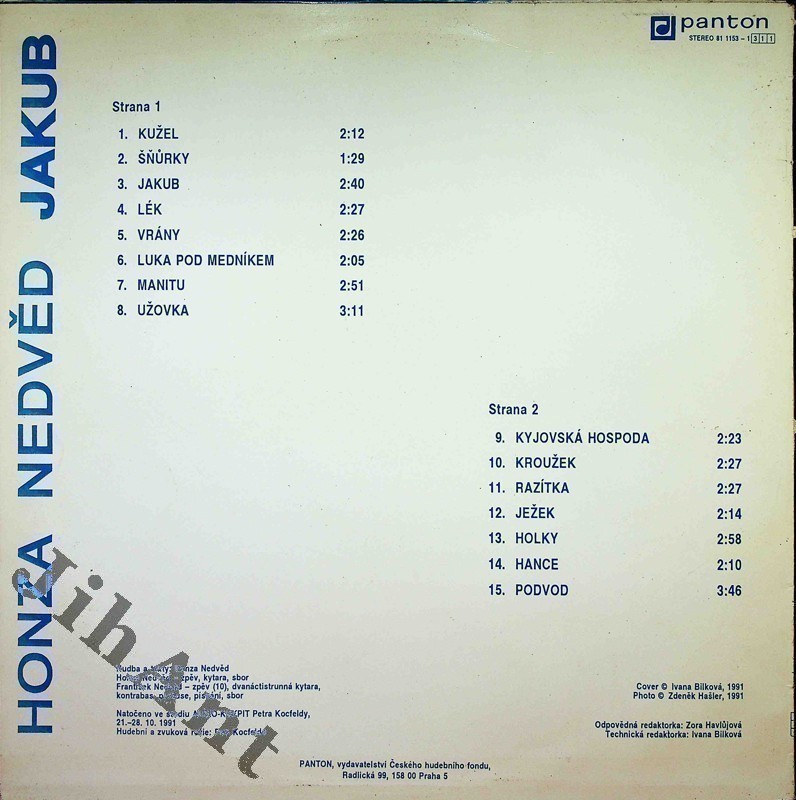 panton
STEREO 81 1153 - 1 311
HONZA NEDVĚD JAKUB
Strana 1
1. KUŽEL 2:12
2. ŠŇŮRKY 1:29
3. JAKUB 2:40
4. LÉK 2:27
5. VRÁNY 2:26
6. LUKA POD MEDNÍKEM 2:05
7. MANITU 2:51
8. UŽOVKA 3:11
Strana 2
9. KYJOVSKÁ HOSPODA 2:23
10. KROUŽEK 2:27
11. RAZÍTKA 2:27
12. JEŽEK 2:14
13. HOLKY 2:58
14. HANCE 2:10
15. PODVOD 3:46
JihAnt
Hudba a Nedvěd
zpěv, kytara, sbor
František – zpěv (10), dvanáctistrunná kytara,
kontrabas, sbor
Natočeno ve studiu Petra Kocfeldy,
21.–28. 10. 1991
Hudební a zvuková Kocfelda
Cover © Ivana Bílková, 1991
Photo © Zdeněk Hašler, 1991
Odpovědná redaktorka: Zora Havlůjová
Technická redaktorka: Ivana Bílková
PANTON, vydavatelství Českého hudebního fondu,
Radlická 99, 158 00 Praha 5